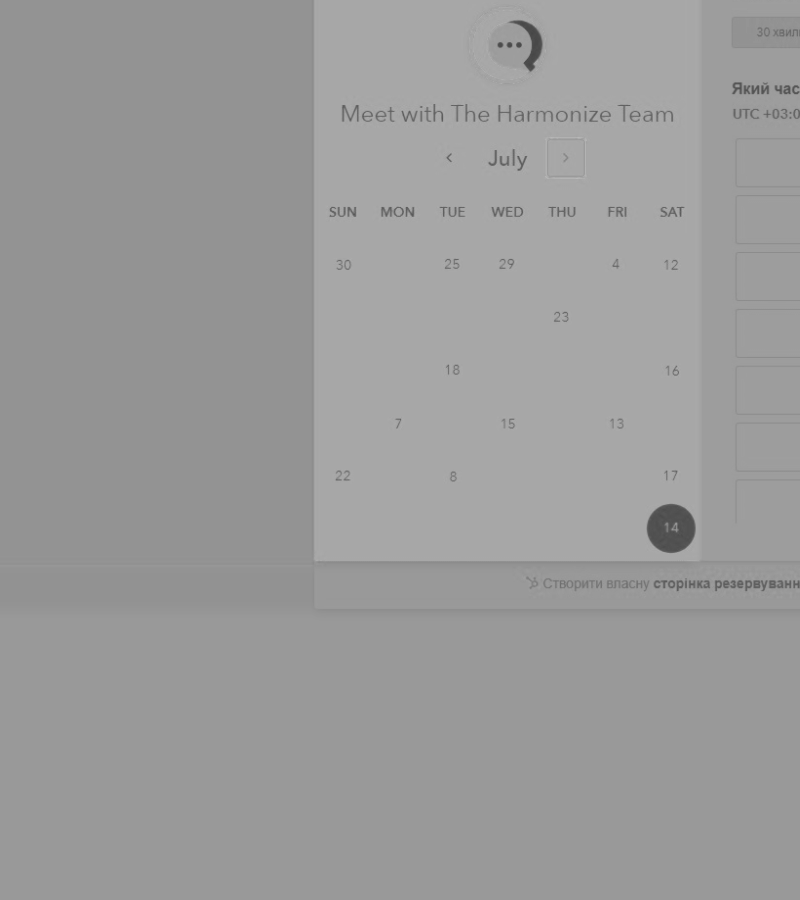 30 хвил
Meet with The Harmonize Team
Який час
UTC +03:0
July
SUN MON TUE WED THU FRI SAT
30 25 29 4 12
23
18 16
7 15 13
22 8 17
14
Створити власну сторінка резервуванн